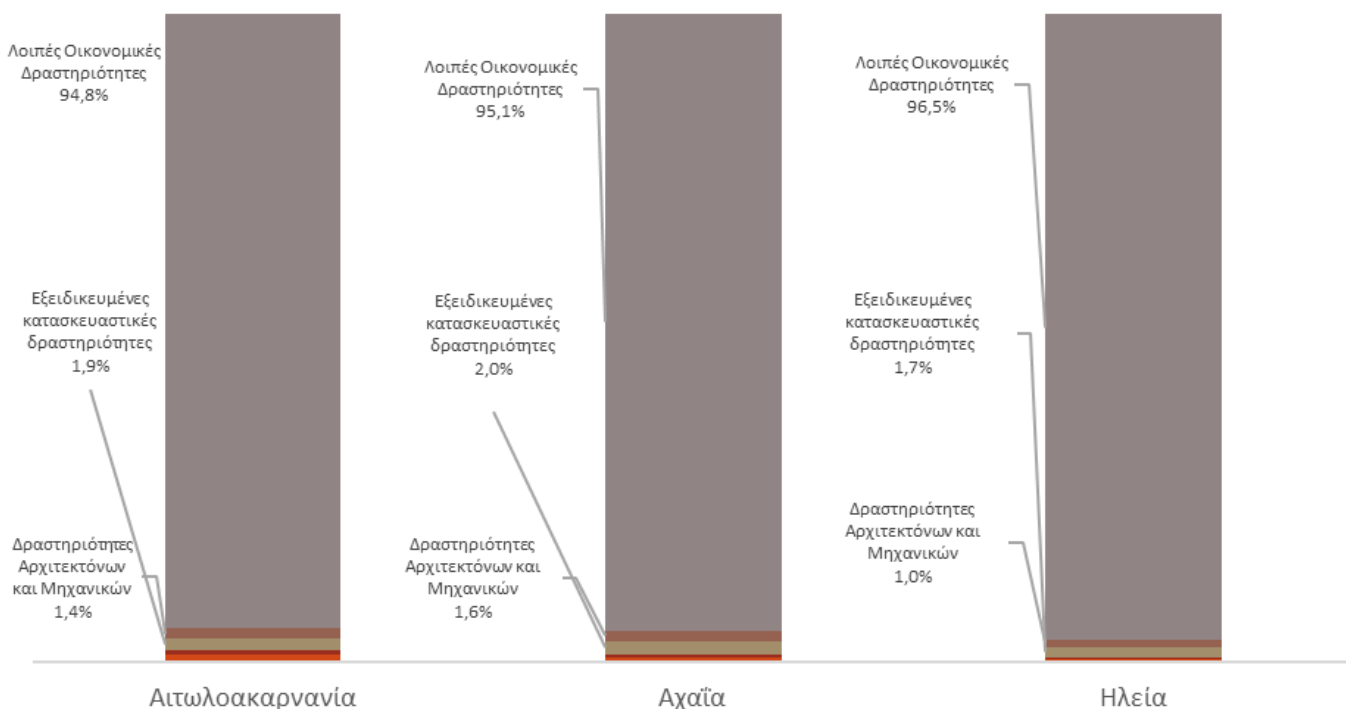 Λοιπές Οικονομικές
Δραστηριότητες
94,8%
Εξειδικευμένες
κατασκευαστικές
δραστηριότητες
1,9%
Δραστηριότητες
Αρχιτεκτόνων
και Μηχανικών
1,4%
Λοιπές Οικονομικές
Δραστηριότητες
95,1%
Εξειδικευμένες
κατασκευαστικές
δραστηριότητες
2,0%
Δραστηριότητες
Αρχιτεκτόνων και
Μηχανικών
1,6%
Λοιπές Οικονομικές
Δραστηριότητες
96,5%
Εξειδικευμένες
κατασκευαστικές
δραστηριότητες
1,7%
Δραστηριότητες
Αρχιτεκτόνων και
Μηχανικών
1,0%
Αιτωλοακαρνανία
Αχαΐα
Ηλεία